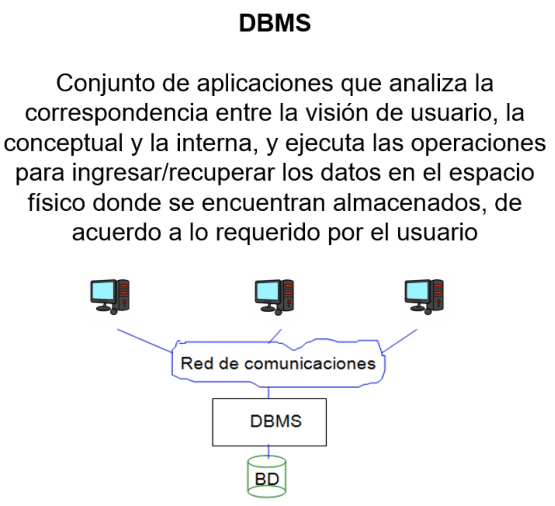 DBMS
Conjunto de aplicaciones que analiza la
correspondencia entre la visión de usuario, la
conceptual y la interna, y ejecuta las operaciones
para ingresar/recuperar los datos en el espacio
físico donde se encuentran almacenados, de
acuerdo a lo requerido por el usuario
Red de comunicaciones
DBMS
BD